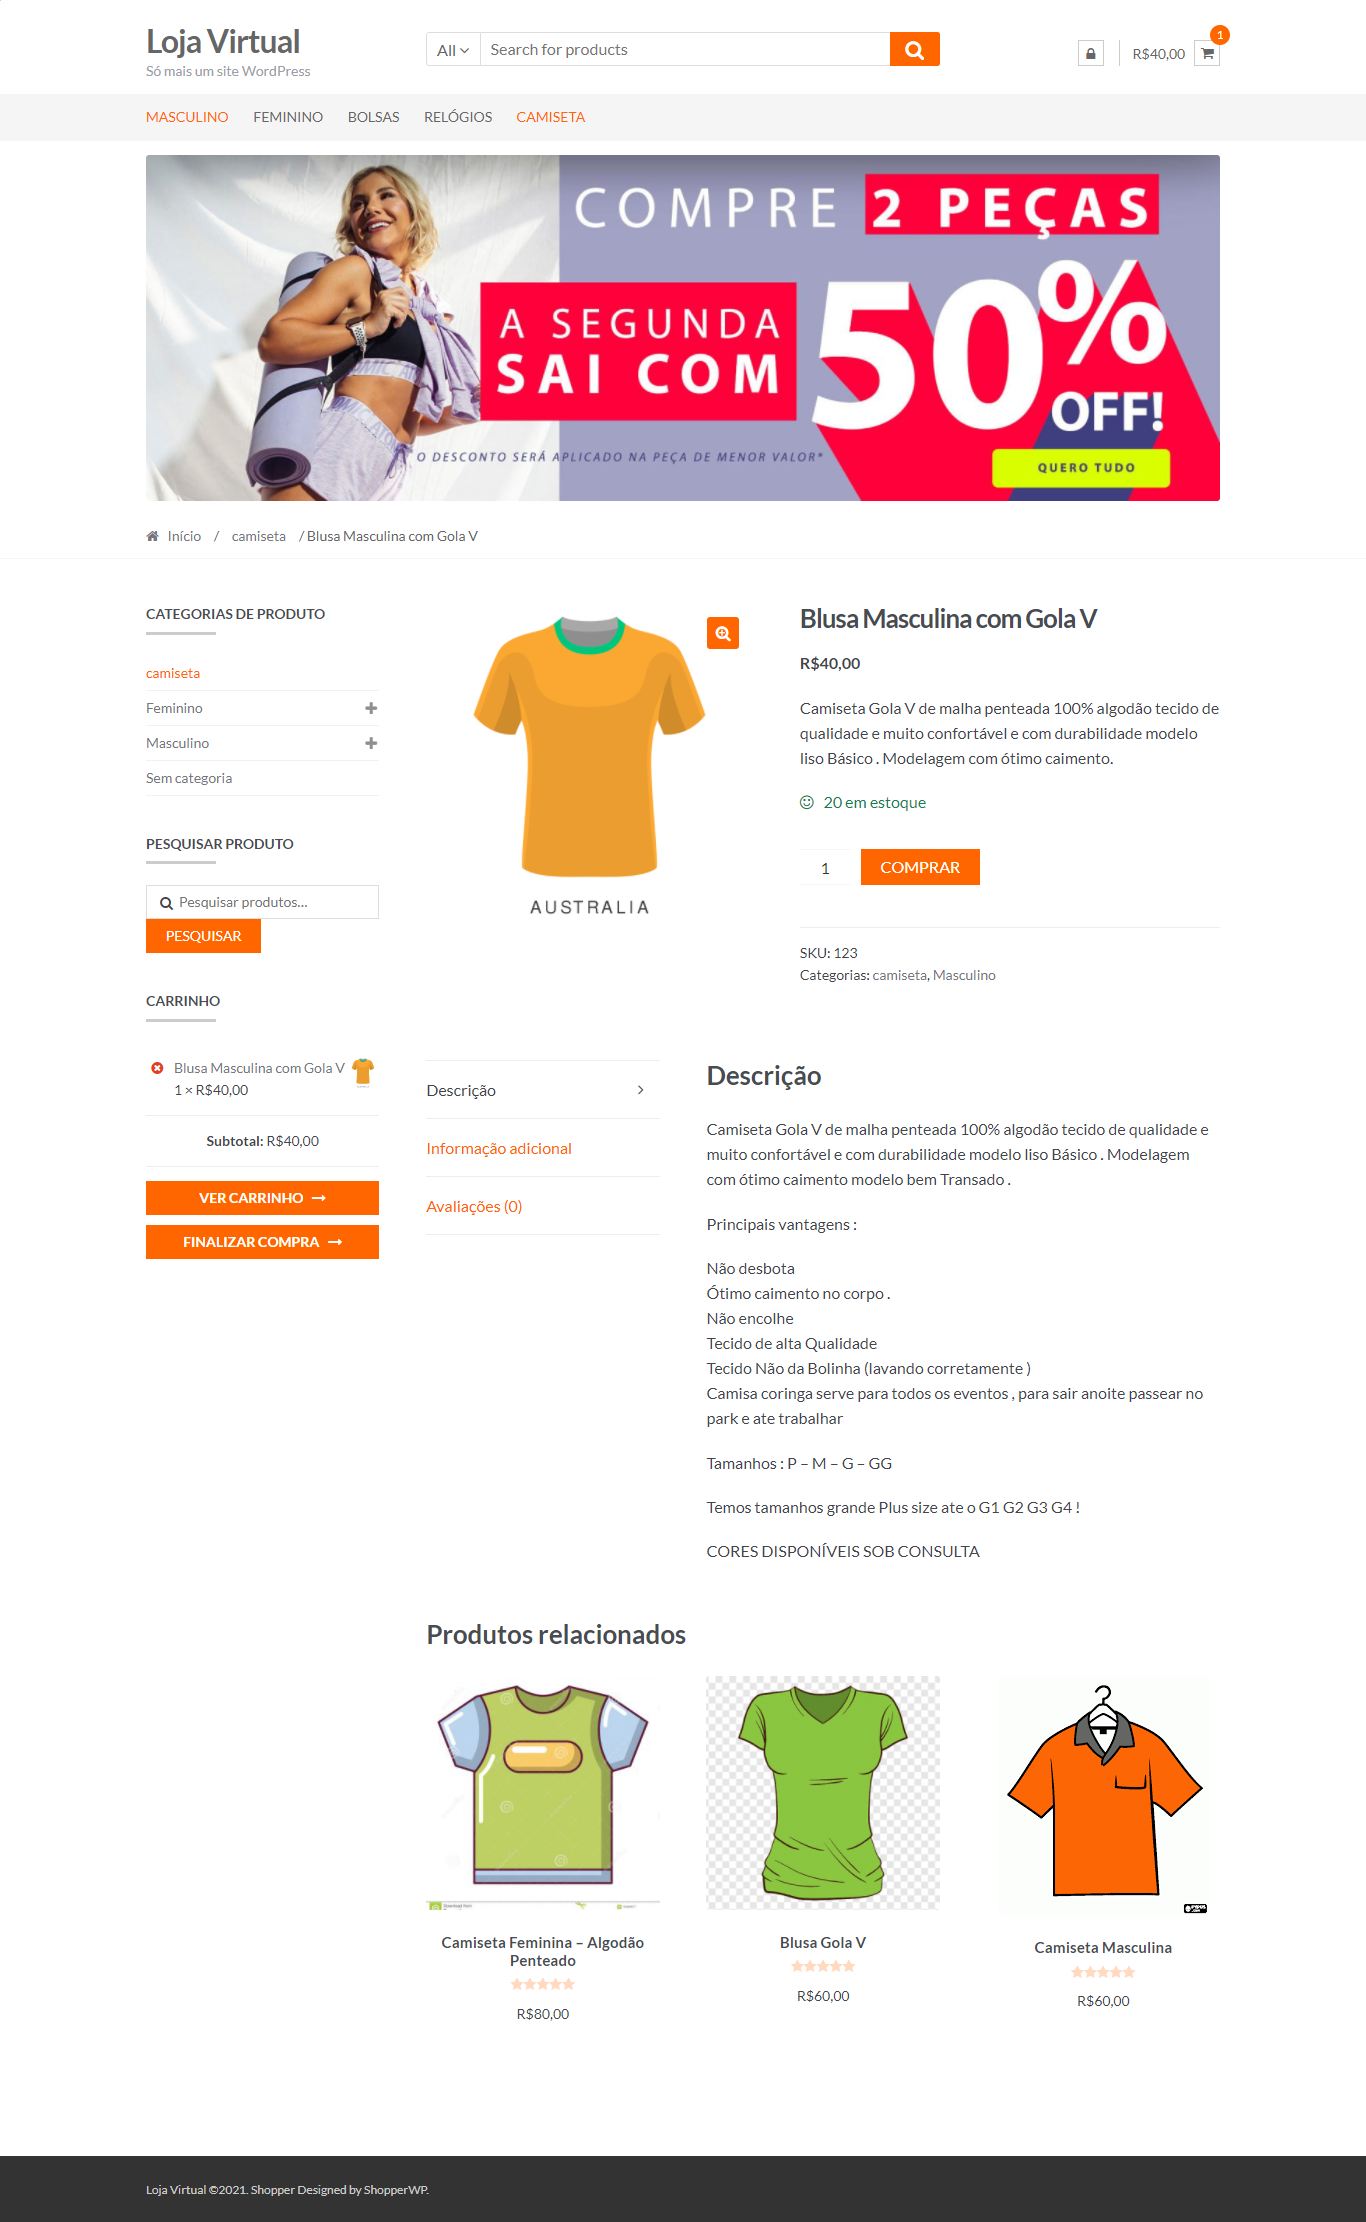 Loja Virtual
Só mais um site WordPress
All
Search for products
R$40,00
1
MASCULINO
FEMININO
BOLSAS
RELÓGIOS
CAMISETA
COMPRE 2 PEÇAS
A SEGUNDA
SAI COM
50%
OFF!
*O DESCONTO SERÁ APLICADO NA PEÇA DE MENOR VALOR*
QUERO TUDO
Início / camiseta / Blusa Masculina com Gola V
CATEGORIAS DE PRODUTO
camiseta
Feminino
Masculino
Sem categoria
PESQUISAR PRODUTO
Pesquisar produtos...
PESQUISAR
CARRINHO
Blusa Masculina com Gola V
1 × R$40,00
Subtotal: R$40,00
VER CARRINHO
FINALIZAR COMPRA
AUSTRALIA
Blusa Masculina com Gola V
R$40,00
Camiseta Gola V de malha penteada 100% algodão tecido de
qualidade e muito confortável e com durabilidade modelo
liso Básico . Modelagem com ótimo caimento.
20 em estoque
1
COMPRAR
SKU: 123
Categorias: camiseta, Masculino
Descrição
Informação adicional
Avaliações (0)
Descrição
Camiseta Gola V de malha penteada 100% algodão tecido de qualidade e
muito confortável e com durabilidade modelo liso Básico . Modelagem
com ótimo caimento modelo bem Transado .
Principais vantagens :
Não desbota
Ótimo caimento no corpo .
Não encolhe
Tecido de alta Qualidade
Tecido Não da Bolinha (lavando corretamente )
Camisa coringa serve para todos os eventos , para sair anoite passear no
park e ate trabalhar
Tamanhos : P – M – G – GG
Temos tamanhos grande Plus size ate o G1 G2 G3 G4 !
CORES DISPONÍVEIS SOB CONSULTA
Produtos relacionados
Camiseta Feminina – Algodão
Penteado
R$80,00
Blusa Gola V
R$60,00
Camiseta Masculina
R$60,00
Loja Virtual ©2021. Shopper Designed by ShopperWP.